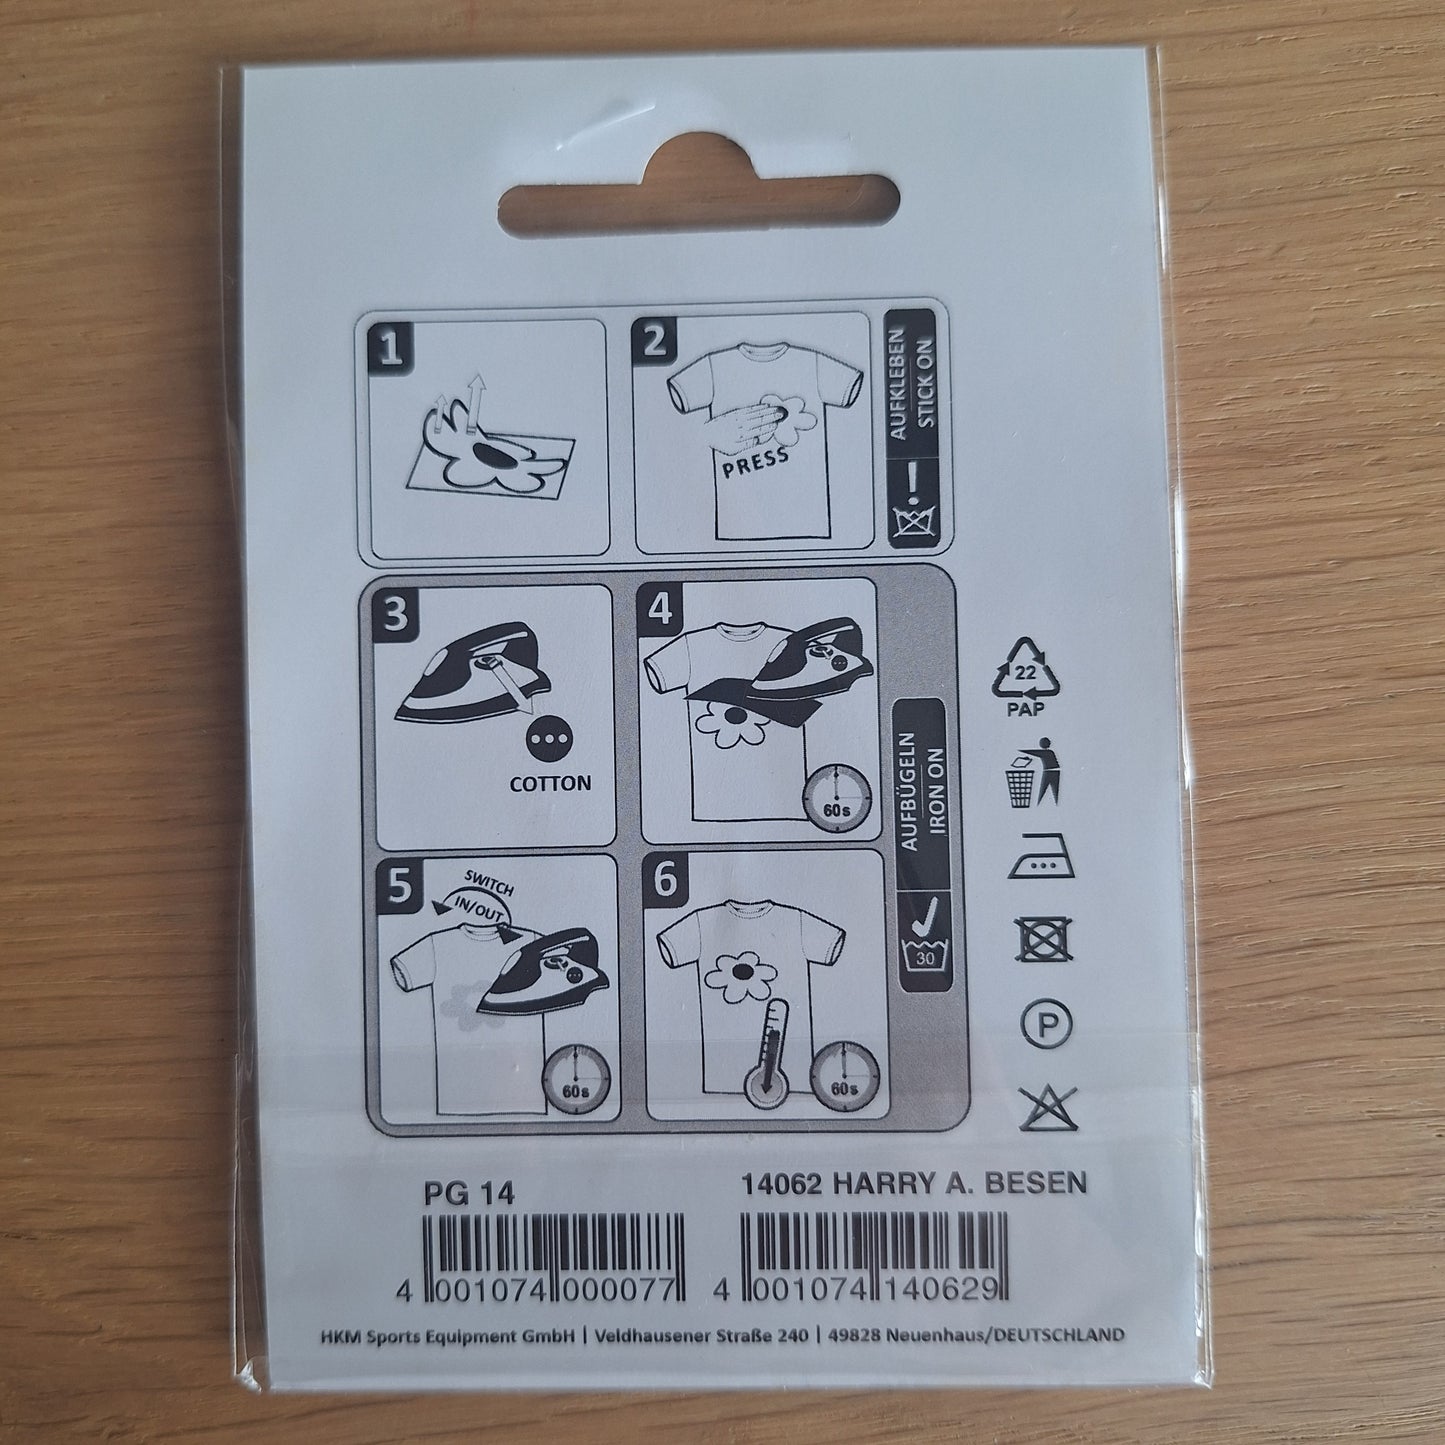 1
2
PRESS
AUFKLEBEN
STICK ON
!
3
COTTON
4
60s
AUFBÜGELN
IRON ON
30
5
SWITCH
IN/OUT
60s
6
60s
22
PAP
P
PG 14
14062 HARRY A. BESEN
4 001074 000077
4 001074 140629
HKM Sports Equipment GmbH | Veldhausener Straße 240 | 49828 Neuenhaus/DEUTSCHLAND